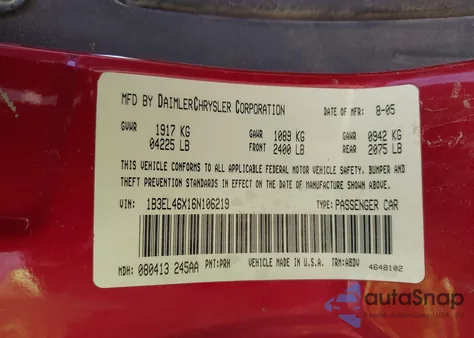 MFD BY DAIMLERCHRYSLER CORPORATION DATE OF MFR: 8-05
GVWR 1917 KG GAWR 1089 KG GAWR 0942 KG
04225 LB FRONT 2400 LB REAR 2075 LB
THIS VEHICLE CONFORMS TO ALL APPLICABLE FEDERAL MOTOR VEHICLE SAFETY, BUMPER AND
THEFT PREVENTION STANDARDS IN EFFECT ON THE DATE OF MANUFACTURE SHOWN ABOVE.
VIN: 1B3EL46X16N106219 TYPE: PASSENGER CAR
MDH: 080413 245AA PNT: PRH VEHICLE MADE IN U.S.A. TRM: ABDV 4648102
autoSnap